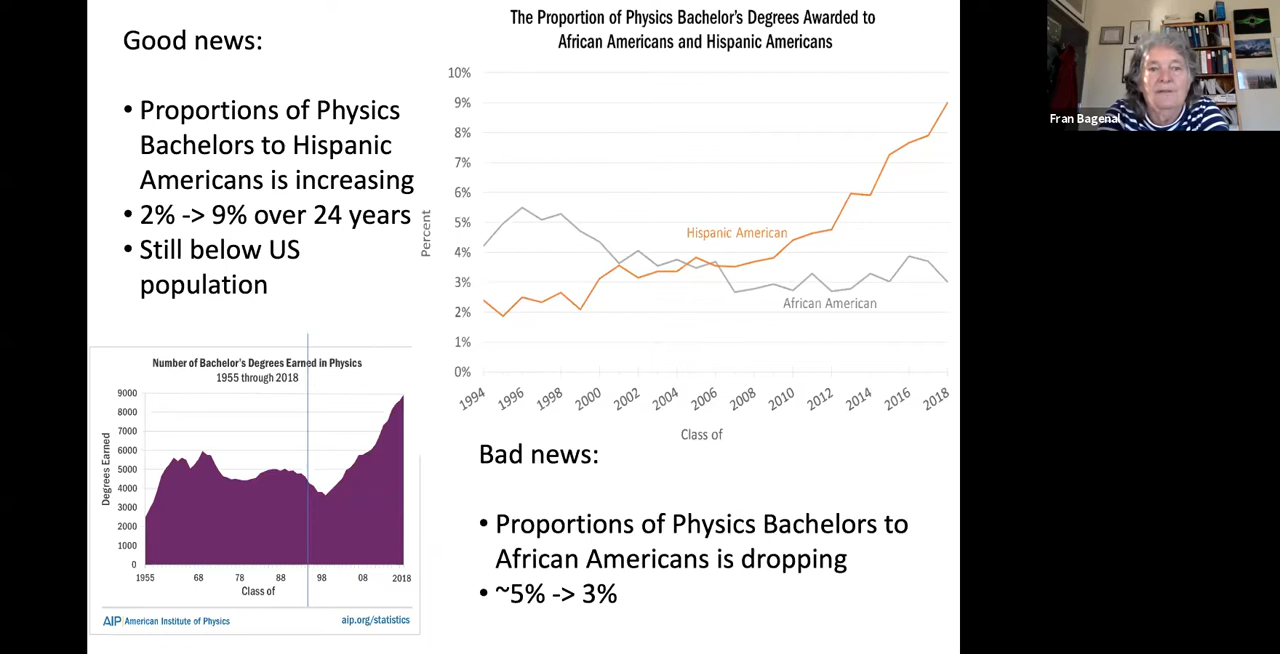 Good news:
• Proportions of Physics
Bachelors to Hispanic
Americans is increasing
• 2% -> 9% over 24 years
• Still below US
population
The Proportion of Physics Bachelor's Degrees Awarded to
African Americans and Hispanic Americans
10%
9%
8%
7%
6%
5%
4%
3%
2%
1%
0%
Percent
Hispanic American
African American
1994 1996 1998 2000 2002 2004 2006 2008 2010 2012 2014 2016 2018
Class of
Fran Bagenal
Number of Bachelor's Degrees Earned in Physics
1955 through 2018
9000
8000
7000
6000
5000
4000
3000
2000
1000
0
Degrees Earned
1955 68 78 88 98 08 2018
Class of
AIP American Institute of Physics
aip.org/statistics
Bad news:
• Proportions of Physics Bachelors to
African Americans is dropping
• ~5% -> 3%